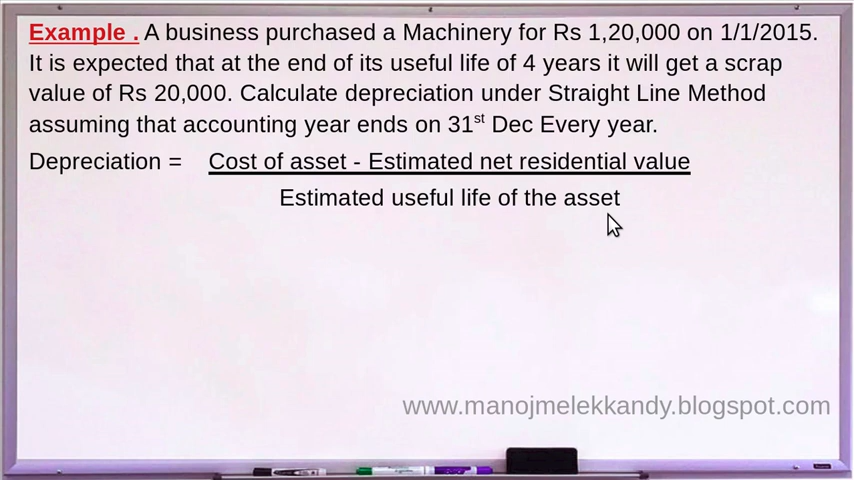 Example . A business purchased a Machinery for Rs 1,20,000 on 1/1/2015.
It is expected that at the end of its useful life of 4 years it will get a scrap
value of Rs 20,000. Calculate depreciation under Straight Line Method
assuming that accounting year ends on 31st Dec Every year.
Depreciation = Cost of asset - Estimated net residential value
Estimated useful life of the asset
www.manojmelekkandy.blogspot.com